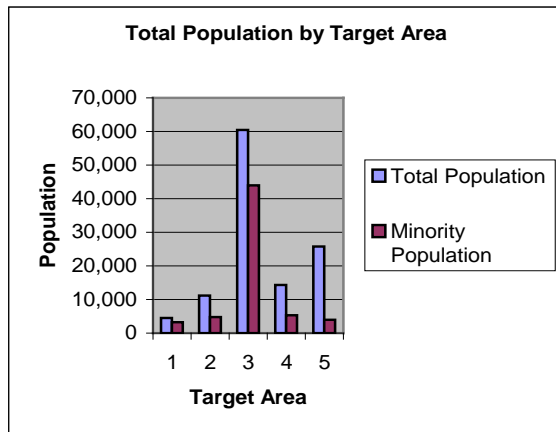 Total Population by Target Area
70,000
60,000
50,000
40,000
30,000
20,000
10,000
0
Population
1 2 3 4 5
Target Area
Total Population
Minority
Population